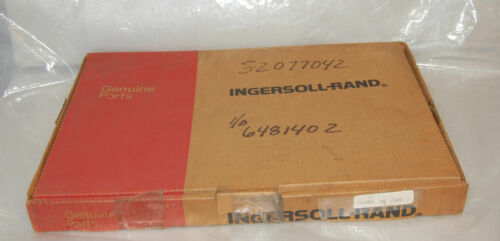 52077042
Genuine
Parts
INGERSOLL-RAND®
I/O
6481402
Genuine
Parts
INGERSOLL-RAND